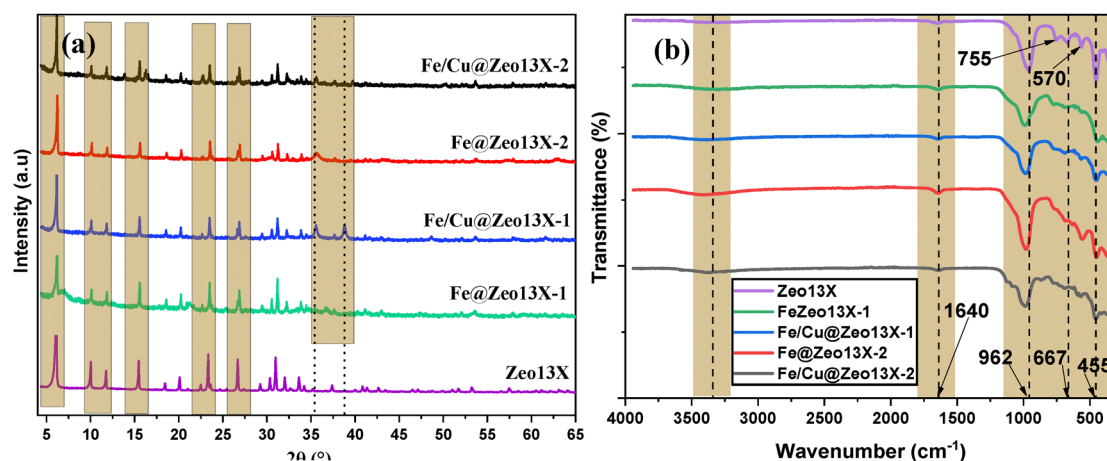 (a)
Fe/Cu@Zeo13X-2
Fe@Zeo13X-2
Fe/Cu@Zeo13X-1
Fe@Zeo13X-1
Zeo13X
Intensity (a.u)
5 10 15 20 25 30 35 40 45 50 55 60 65
2θ (°)
(b)
755
570
Transmittance (%)
Zeo13X
FeZeo13X-1
Fe/Cu@Zeo13X-1
Fe@Zeo13X-2
Fe/Cu@Zeo13X-2
1640
962
667
455
4000 3500 3000 2500 2000 1500 1000 500
Wavenumber (cm⁻¹)